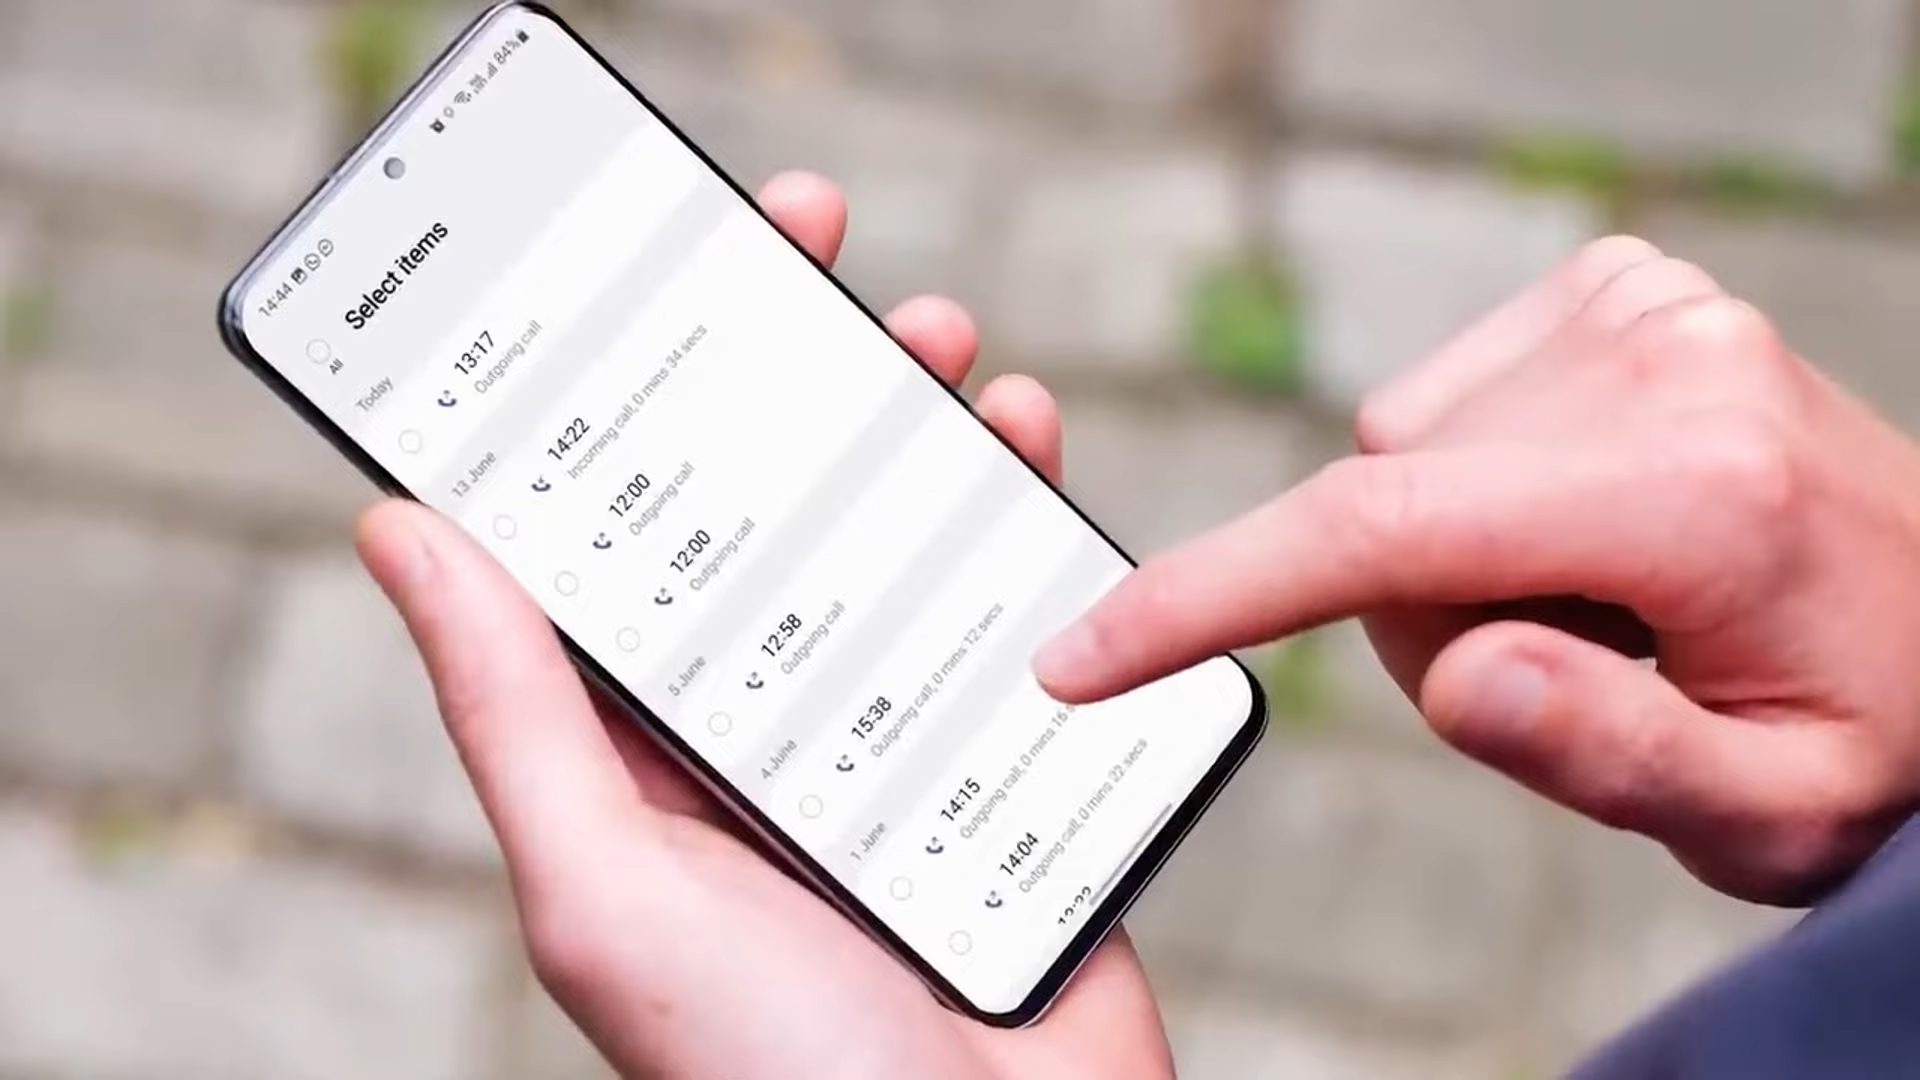 14:44 84%
All Select items
Today
13:17
Outgoing call
13 June
14:22
Incoming call, 0 mins 34 secs
12:00
Outgoing call
12:00
Outgoing call
5 June
12:58
Outgoing call
4 June
15:38
Outgoing call, 0 mins 12 secs
1 June
14:15
Outgoing call, 0 mins 16 s
14:04
Outgoing call, 0 mins 22 secs